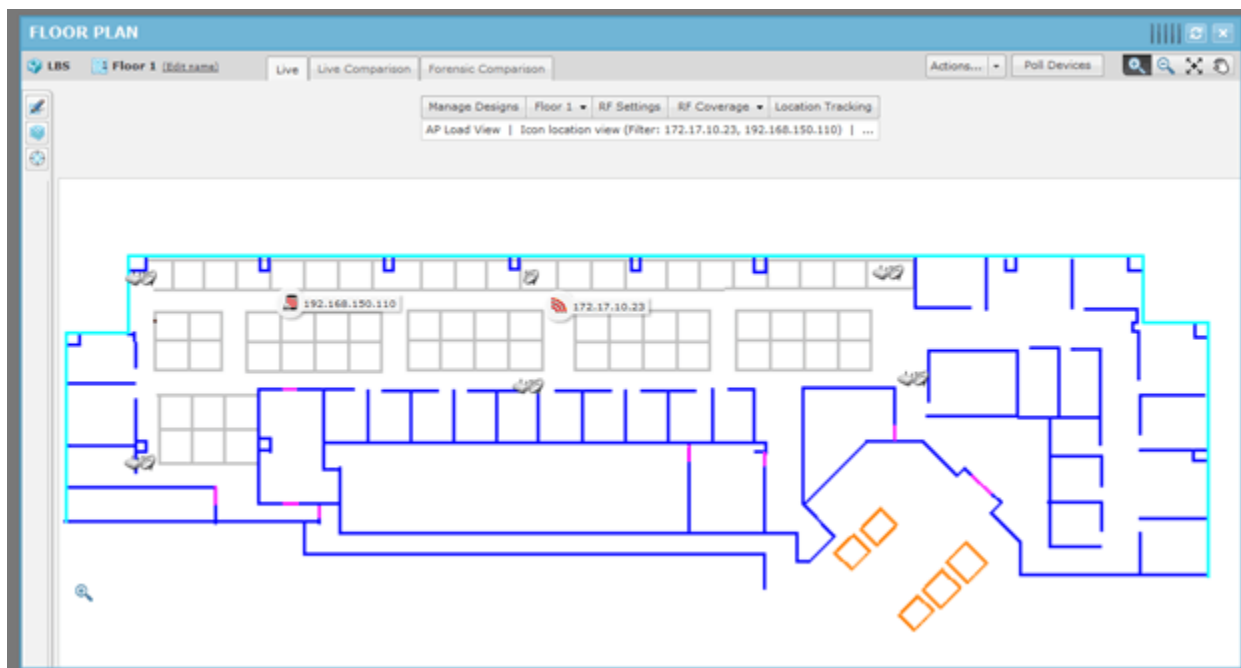 FLOOR PLAN
LBS Floor 1 (Edit name) Live Live Comparison Forensic Comparison Actions... Poll Devices
Manage Designs Floor 1 RF Settings RF Coverage Location Tracking
AP Load View | Icon location view (Filter: 172.17.10.23, 192.168.150.110) | ...
192.168.150.110
172.17.10.23